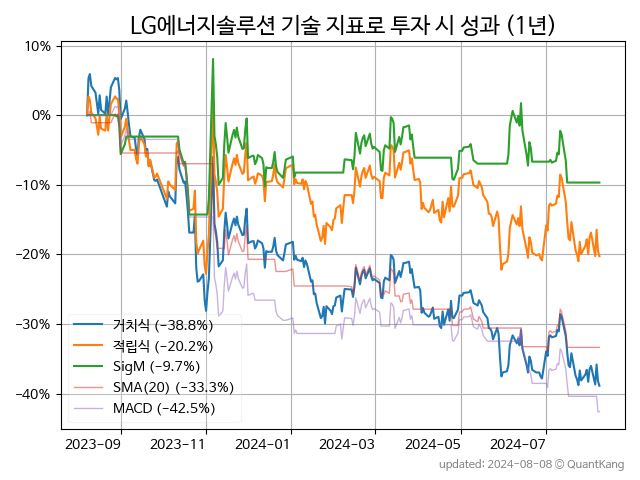 LG에너지솔루션 기술 지표로 투자 시 성과 (1년)
10%
0%
−10%
−20%
−30%
−40%
거치식 (−38.8%)
적립식 (−20.2%)
SigM (−9.7%)
SMA(20) (−33.3%)
MACD (−42.5%)
2023-09 2023-11 2024-01 2024-03 2024-05 2024-07
updated: 2024-08-08 © QuantKang